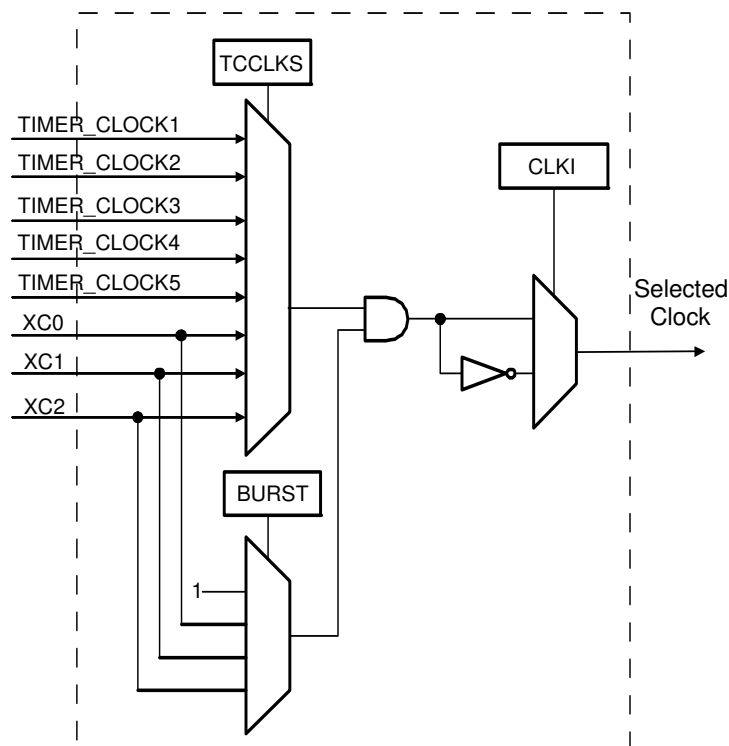 TCCLKS
TIMER_CLOCK1
TIMER_CLOCK2
TIMER_CLOCK3
TIMER_CLOCK4
TIMER_CLOCK5
XC0
XC1
XC2
CLKI
Selected
Clock
BURST
1